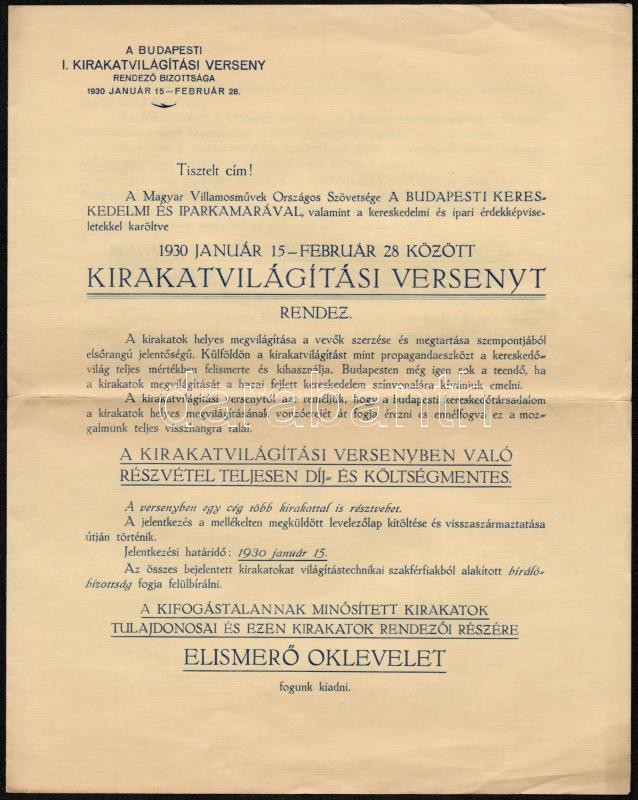 A BUDAPESTI
I. KIRAKATVILÁGÍTÁSI VERSENY
RENDEZŐ BIZOTTSÁGA
1930 JANUÁR 15–FEBRUÁR 28.
Tisztelt cím!
A Magyar Villamosművek Országos Szövetsége A BUDAPESTI KERES-
KEDELMI ÉS IPARKAMARÁVAL, valamint a kereskedelmi és ipari érdekképvise-
letekkel karöltve
1930 JANUÁR 15–FEBRUÁR 28 KÖZÖTT
KIRAKATVILÁGÍTÁSI VERSENYT
RENDEZ.
A kirakatok helyes megvilágítása a vevők szerzése és megtartása szempontjából
elsőrangú jelentőségű. Külföldön a kirakatvilágítást mint propagandaeszközt a kereskedő-
világ teljes mértékben felismerte és kihasználja. Budapesten még igen sok a teendő, ha
a kirakatok megvilágítását a hazai fejlett kereskedelem színvonalára kívánjuk emelni.
A kirakatvilágítási versenytől azt reméljük, hogy a budapesti kereskedőtársadalom
a kirakatok helyes megvilágításának vonzóerejét át fogja érezni és ennélfogva ez a moz-
galmunk teljes visszhangra talál.
A KIRAKATVILÁGÍTÁSI VERSENYBEN VALÓ
RÉSZVÉTEL TELJESEN DÍJ- ÉS KÖLTSÉGMENTES.
A versenyben egy cég több kirakattal is résztvehet.
A jelentkezés a mellékelten megküldött levelezőlap kitöltése és visszaszármaztatása
útján történik.
Jelentkezési határidő: 1930 január 15.
Az összes bejelentett kirakatokat világítástechnikai szakférfiakból alakított bíráló-
bizottság fogja felülbírálni.
A KIFOGÁSTALANNAK MINŐSÍTETT KIRAKATOK
TULAJDONOSAI ÉS EZEN KIRAKATOK RENDEZŐI RÉSZÉRE
ELISMERŐ OKLEVELET
fogunk kiadni.
darabanth